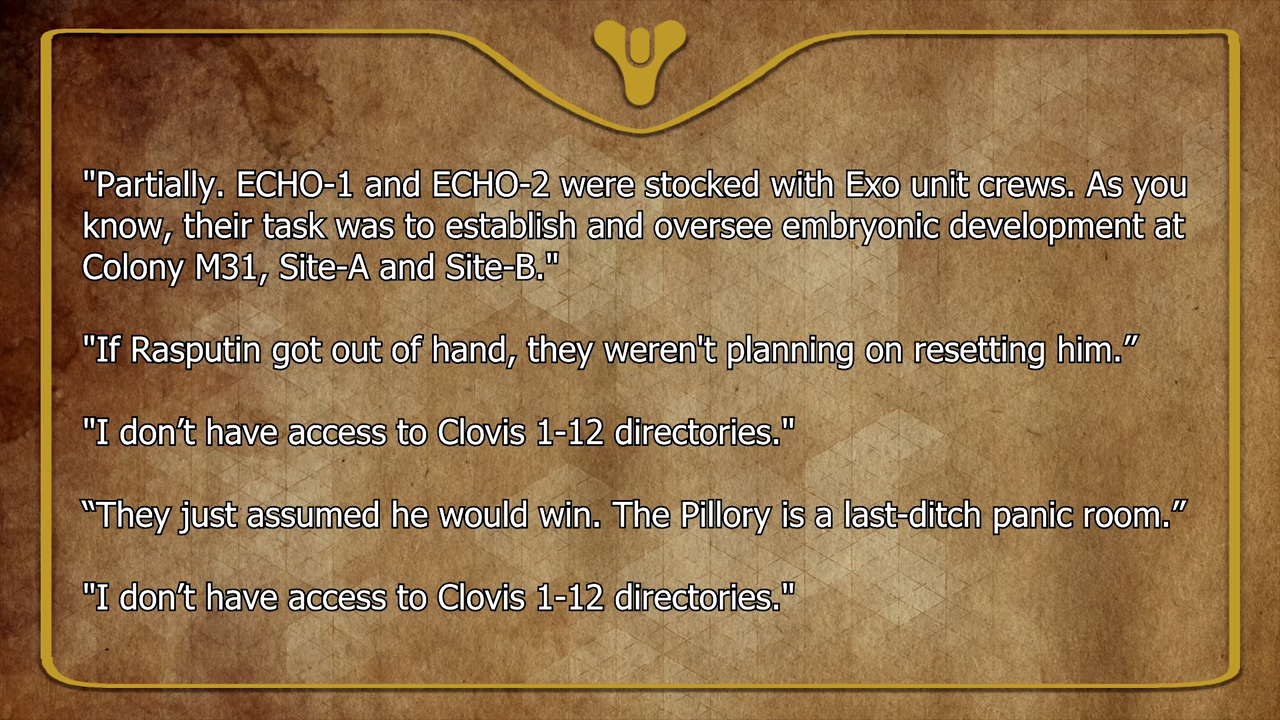 "Partially. ECHO-1 and ECHO-2 were stocked with Exo unit crews. As you
know, their task was to establish and oversee embryonic development at
Colony M31, Site-A and Site-B."
"If Rasputin got out of hand, they weren't planning on resetting him.”
"I don’t have access to Clovis 1-12 directories."
“They just assumed he would win. The Pillory is a last-ditch panic room.”
"I don’t have access to Clovis 1-12 directories."